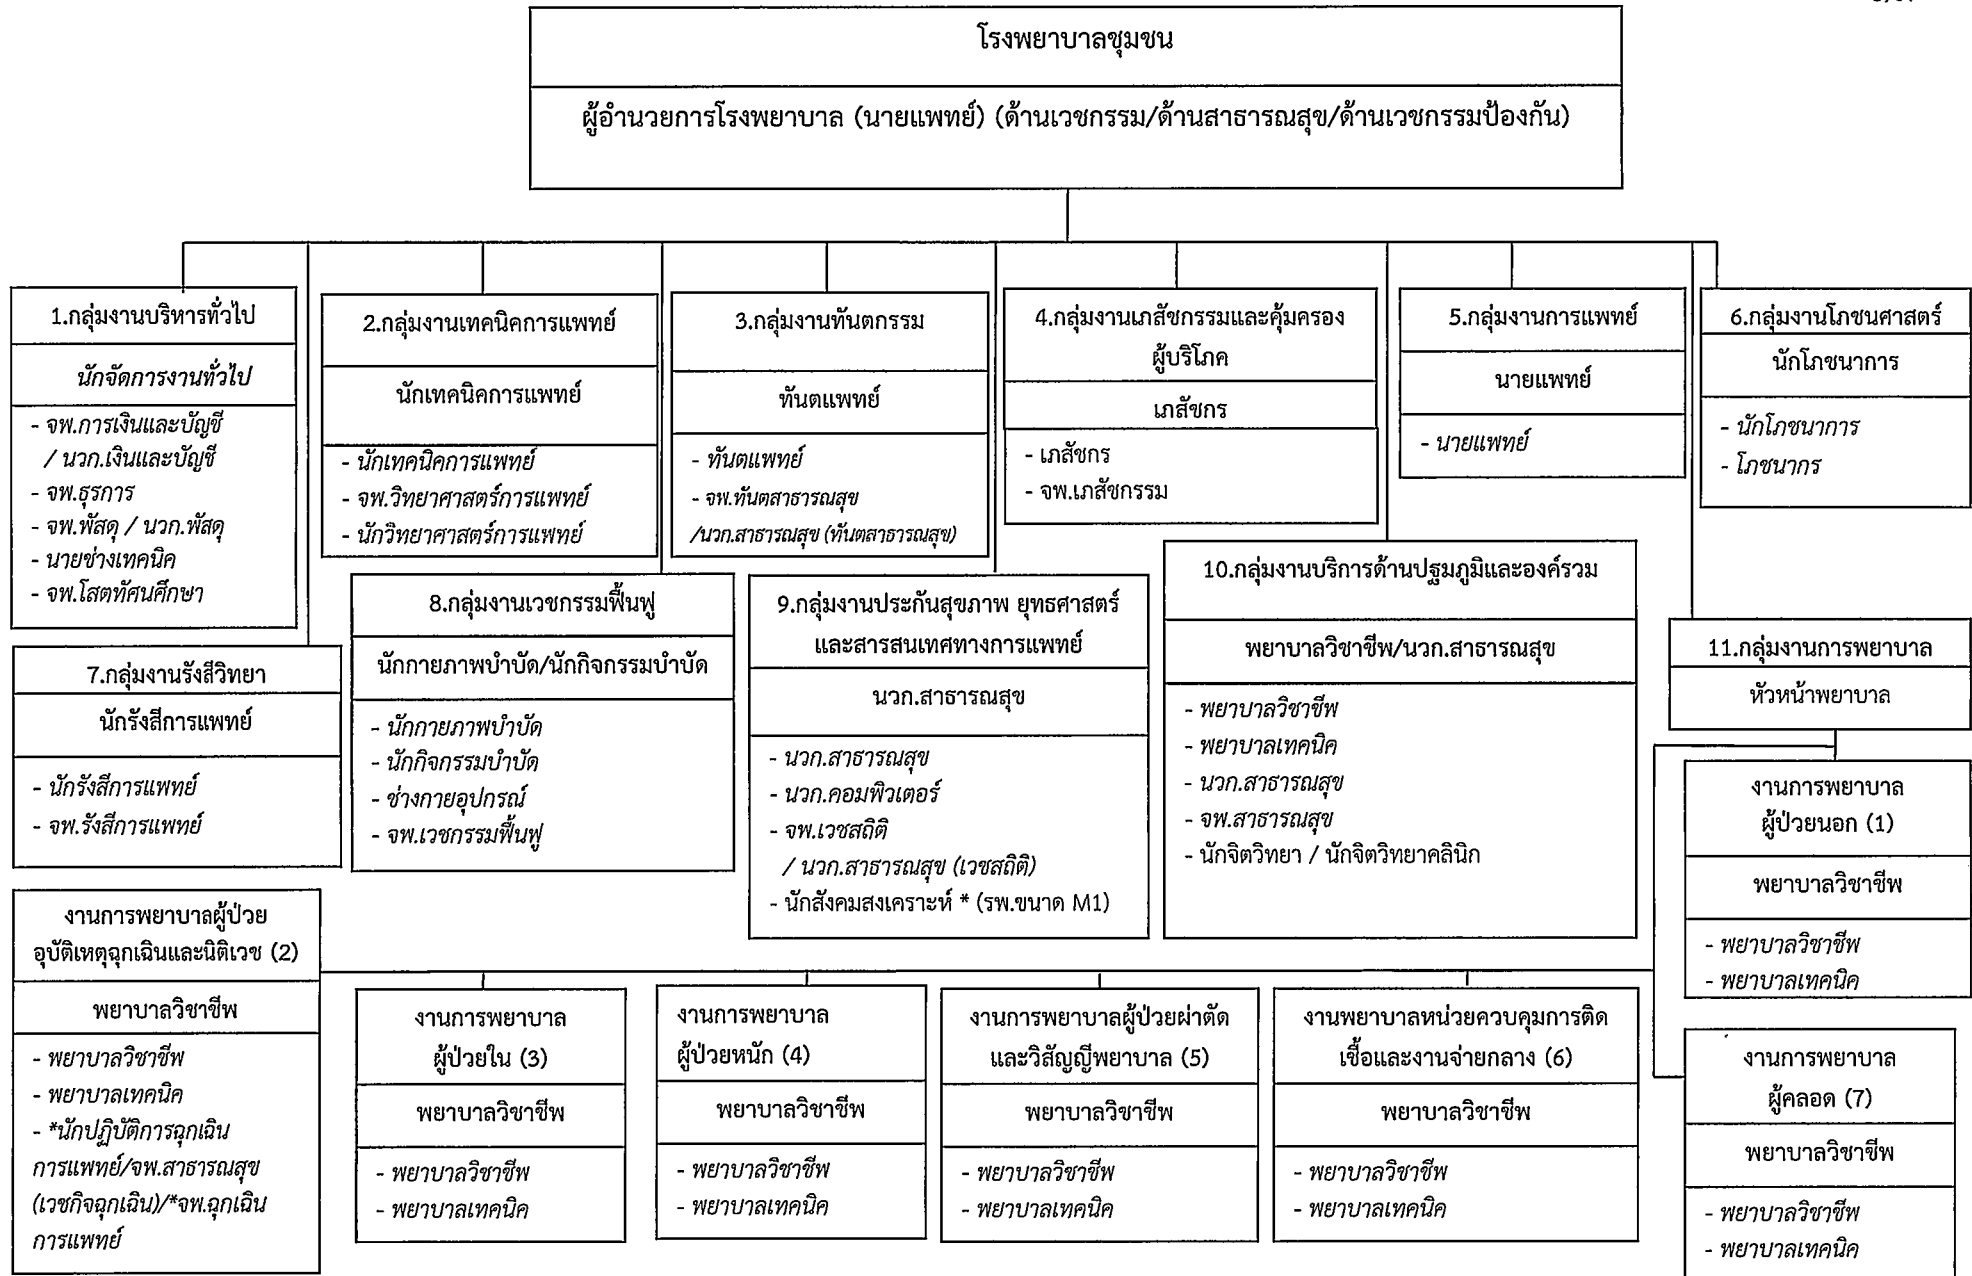 โรงพยาบาลชุมชน
ผู้อำนวยการโรงพยาบาล (นายแพทย์) (ด้านเวชกรรม/ด้านสาธารณสุข/ด้านเวชกรรมป้องกัน)
1.กลุ่มงานบริหารทั่วไป
นักจัดการงานทั่วไป
- จพ.การเงินและบัญชี
/ นวก.เงินและบัญชี
- จพ.ธุรการ
- จพ.พัสดุ / นวก.พัสดุ
- นายช่างเทคนิค
- จพ.โสตทัศนศึกษา
2.กลุ่มงานเทคนิคการแพทย์
นักเทคนิคการแพทย์
- นักเทคนิคการแพทย์
- จพ.วิทยาศาสตร์การแพทย์
- นักวิทยาศาสตร์การแพทย์
3.กลุ่มงานทันตกรรม
ทันตแพทย์
- ทันตแพทย์
- จพ.ทันตสาธารณสุข
/นวก.สาธารณสุข (ทันตสาธารณสุข)
4.กลุ่มงานเภสัชกรรมและคุ้มครอง
ผู้บริโภค
เภสัชกร
- เภสัชกร
- จพ.เภสัชกรรม
5.กลุ่มงานการแพทย์
นายแพทย์
- นายแพทย์
6.กลุ่มงานโภชนศาสตร์
นักโภชนาการ
- นักโภชนาการ
- โภชนากร
7.กลุ่มงานรังสีวิทยา
นักรังสีการแพทย์
- นักรังสีการแพทย์
- จพ.รังสีการแพทย์
8.กลุ่มงานเวชกรรมฟื้นฟู
นักกายภาพบำบัด/นักกิจกรรมบำบัด
- นักกายภาพบำบัด
- นักกิจกรรมบำบัด
- ช่างกายอุปกรณ์
- จพ.เวชกรรมฟื้นฟู
9.กลุ่มงานประกันสุขภาพ ยุทธศาสตร์
และสารสนเทศทางการแพทย์
นวก.สาธารณสุข
- นวก.สาธารณสุข
- นวก.คอมพิวเตอร์
- จพ.เวชสถิติ
/ นวก.สาธารณสุข (เวชสถิติ)
- นักสังคมสงเคราะห์ * (รพ.ขนาด M1)
10.กลุ่มงานบริการด้านปฐมภูมิและองค์รวม
พยาบาลวิชาชีพ/นวก.สาธารณสุข
- พยาบาลวิชาชีพ
- พยาบาลเทคนิค
- นวก.สาธารณสุข
- จพ.สาธารณสุข
- นักจิตวิทยา / นักจิตวิทยาคลินิก
11.กลุ่มงานการพยาบาล
หัวหน้าพยาบาล
งานการพยาบาล
ผู้ป่วยนอก (1)
พยาบาลวิชาชีพ
- พยาบาลวิชาชีพ
- พยาบาลเทคนิค
งานการพยาบาลผู้ป่วย
อุบัติเหตุฉุกเฉินและนิติเวช (2)
พยาบาลวิชาชีพ
- พยาบาลวิชาชีพ
- พยาบาลเทคนิค
- *นักปฏิบัติการฉุกเฉิน
การแพทย์/จพ.สาธารณสุข
(เวชกิจฉุกเฉิน)/*จพ.ฉุกเฉิน
การแพทย์
งานการพยาบาล
ผู้ป่วยใน (3)
พยาบาลวิชาชีพ
- พยาบาลวิชาชีพ
- พยาบาลเทคนิค
งานการพยาบาล
ผู้ป่วยหนัก (4)
พยาบาลวิชาชีพ
- พยาบาลวิชาชีพ
- พยาบาลเทคนิค
งานการพยาบาลผู้ป่วยผ่าตัด
และวิสัญญีพยาบาล (5)
พยาบาลวิชาชีพ
- พยาบาลวิชาชีพ
- พยาบาลเทคนิค
งานพยาบาลหน่วยควบคุมการติด
เชื้อและงานจ่ายกลาง (6)
พยาบาลวิชาชีพ
- พยาบาลวิชาชีพ
- พยาบาลเทคนิค
งานการพยาบาล
ผู้คลอด (7)
พยาบาลวิชาชีพ
- พยาบาลวิชาชีพ
- พยาบาลเทคนิค